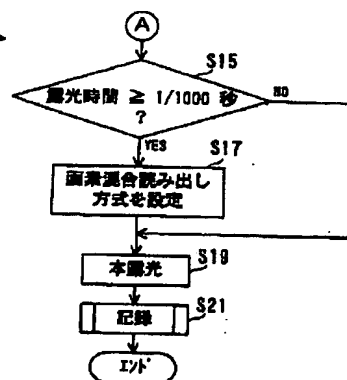 A
S15
露光時間 ≥ 1/1000 秒
?
NO
YES
S17
画素混合読み出し
方式を設定
本露光
S19
記録
S21
エンド